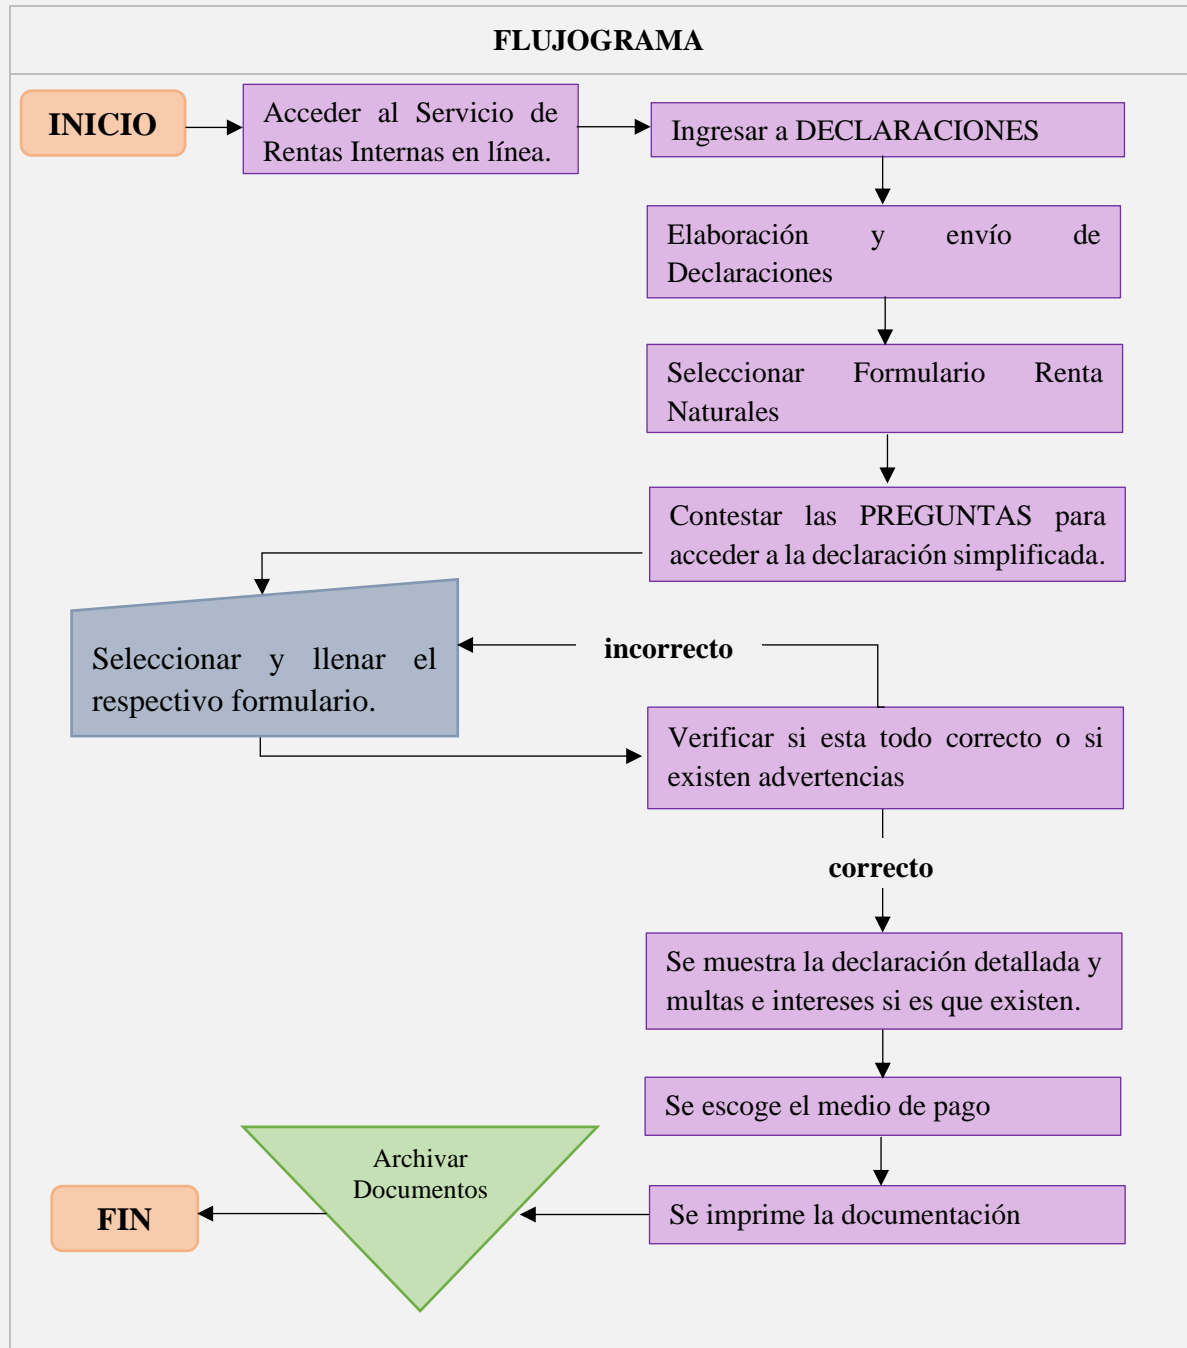 FLUJOGRAMA
INICIO
Acceder al Servicio de
Rentas Internas en línea.
Ingresar a DECLARACIONES
Elaboración y envío de
Declaraciones
Seleccionar Formulario Renta
Naturales
Contestar las PREGUNTAS para
acceder a la declaración simplificada.
Seleccionar y llenar el
respectivo formulario.
incorrecto
Verificar si esta todo correcto o si
existen advertencias
correcto
Se muestra la declaración detallada y
multas e intereses si es que existen.
Se escoge el medio de pago
Se imprime la documentación
Archivar
Documentos
FIN